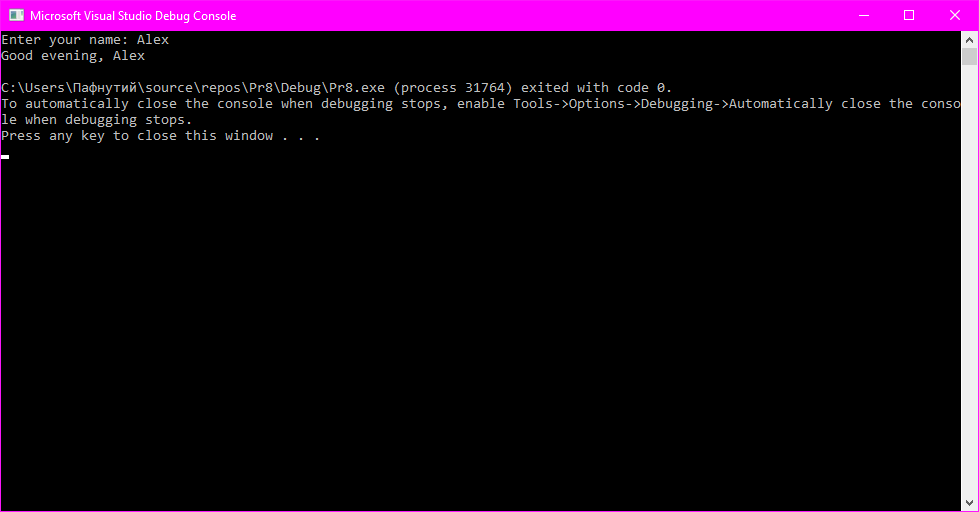 Microsoft Visual Studio Debug Console
Enter your name: Alex
Good evening, Alex
C:\Users\Пафнутий\source\repos\Pr8\Debug\Pr8.exe (process 31764) exited with code 0.
To automatically close the console when debugging stops, enable Tools->Options->Debugging->Automatically close the conso
le when debugging stops.
Press any key to close this window . . .